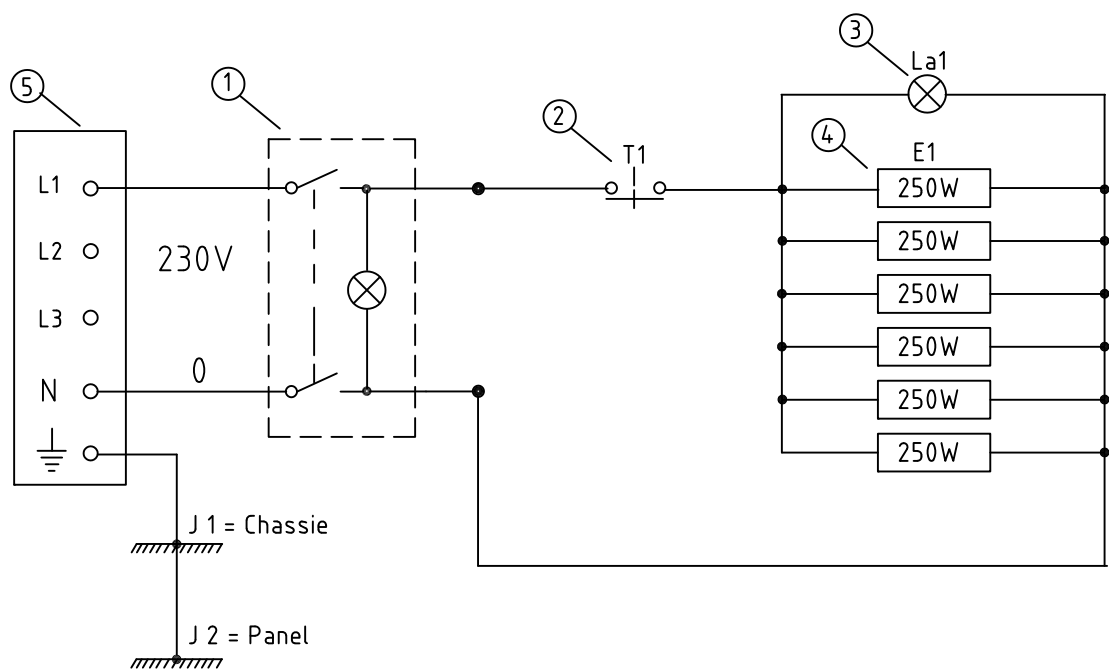 3
La1
5
1
2
T1
4
E1
L1
250W
L2
230V
250W
250W
L3
250W
N
0
250W
250W
J 1 = Chassie
J 2 = Panel